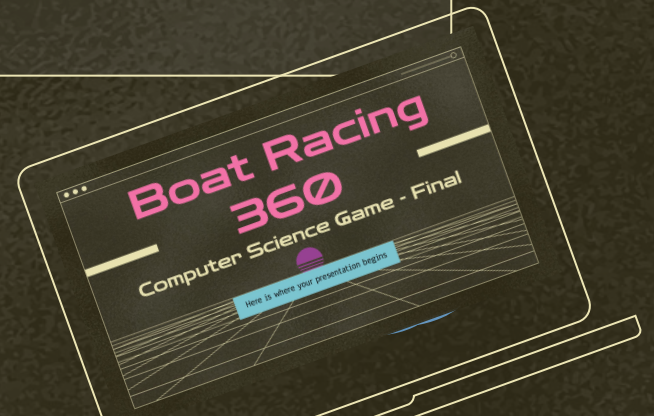 Boat Racing
360
Computer Science Game - Final
Here is where your presentation begins